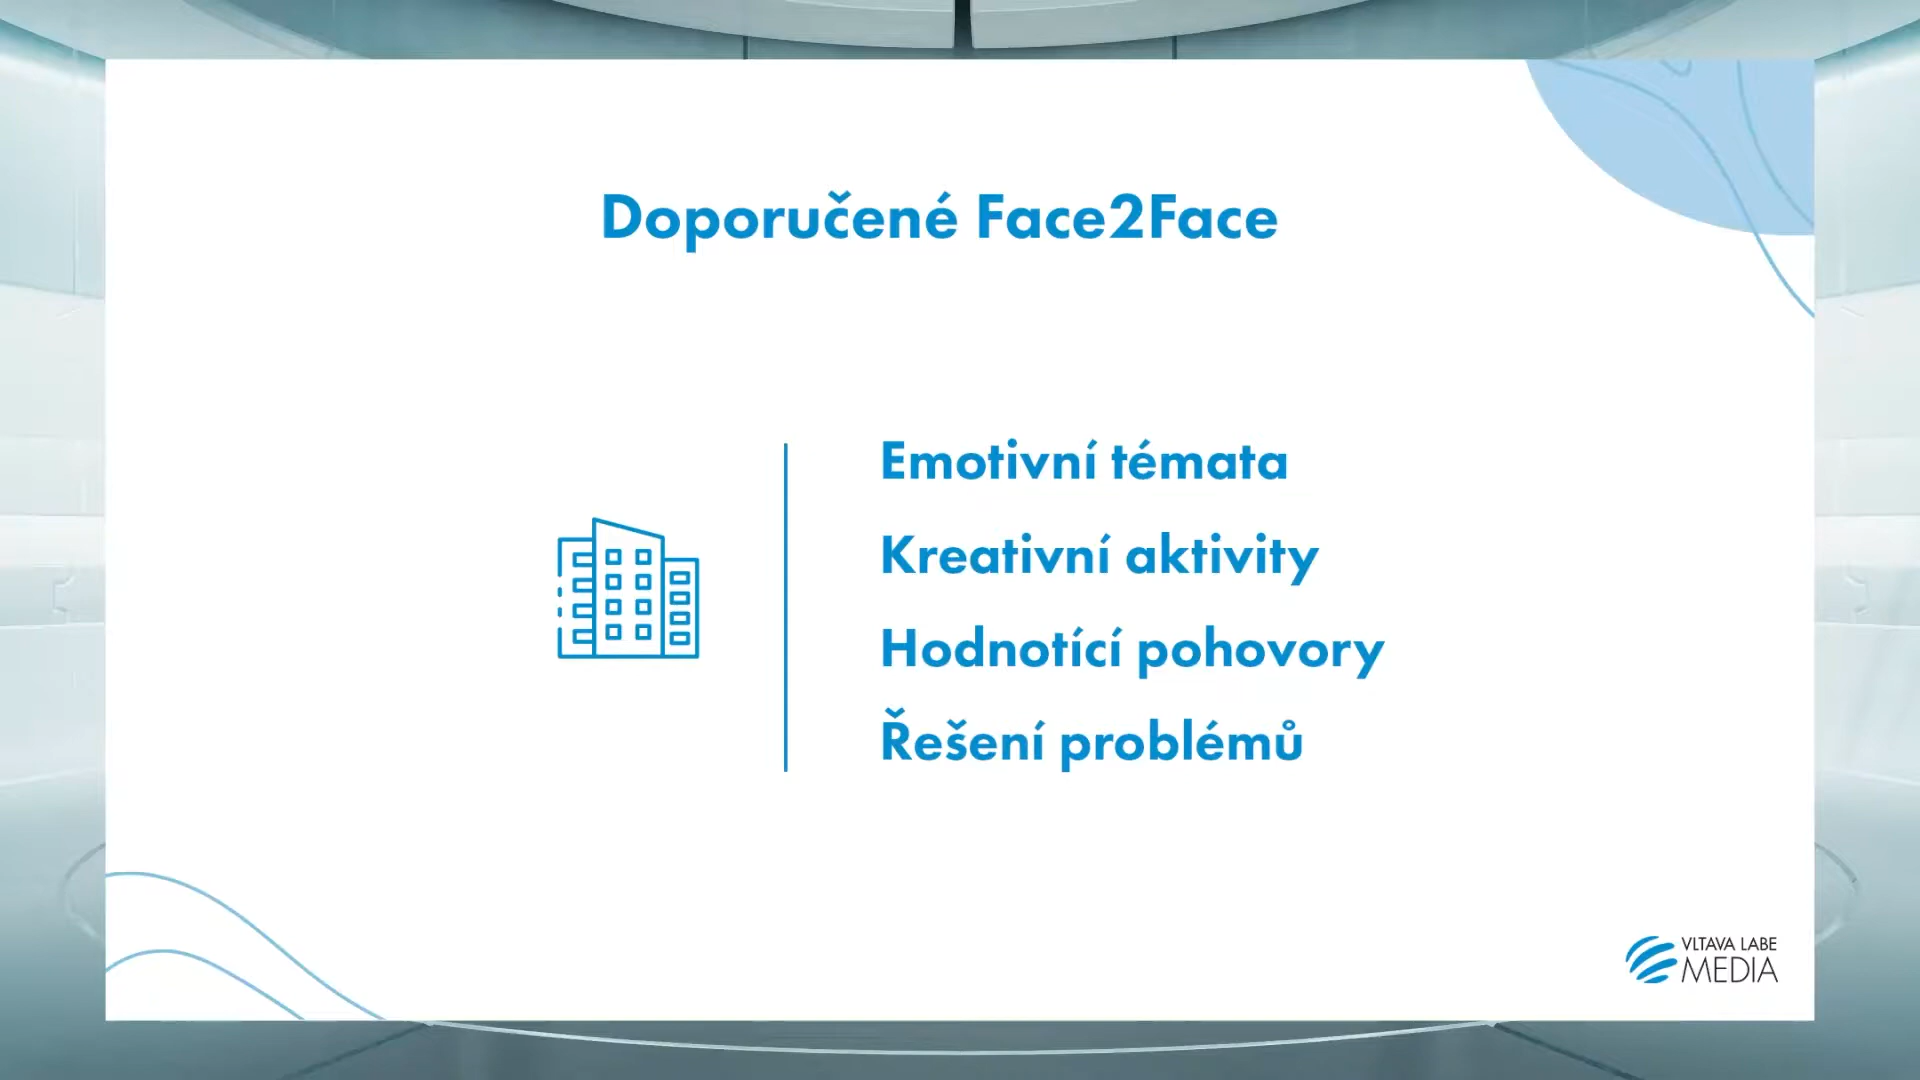 Doporučené Face2Face
Emotivní témata
Kreativní aktivity
Hodnotící pohovory
Řešení problémů
VLTAVA LABE
MEDIA